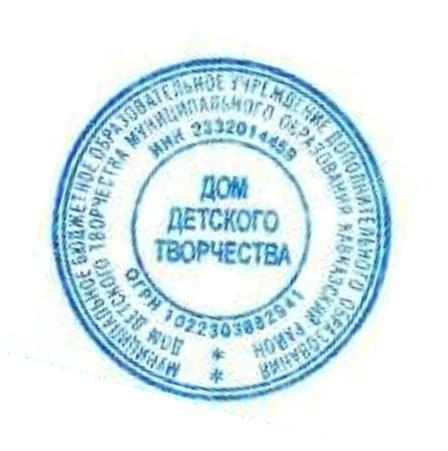 МУНИЦИПАЛЬНОЕ БЮДЖЕТНОЕ ОБРАЗОВАТЕЛЬНОЕ УЧРЕЖДЕНИЕ ДОПОЛНИТЕЛЬНОГО ОБРАЗОВАНИЯ
ДОМ ДЕТСКОГО ТВОРЧЕСТВА МУНИЦИПАЛЬНОГО ОБРАЗОВАНИЯ КАВКАЗСКИЙ РАЙОН
ИНН 2332014459
ДОМ
ДЕТСКОГО
ТВОРЧЕСТВА
ОГРН 1022303882941
* *